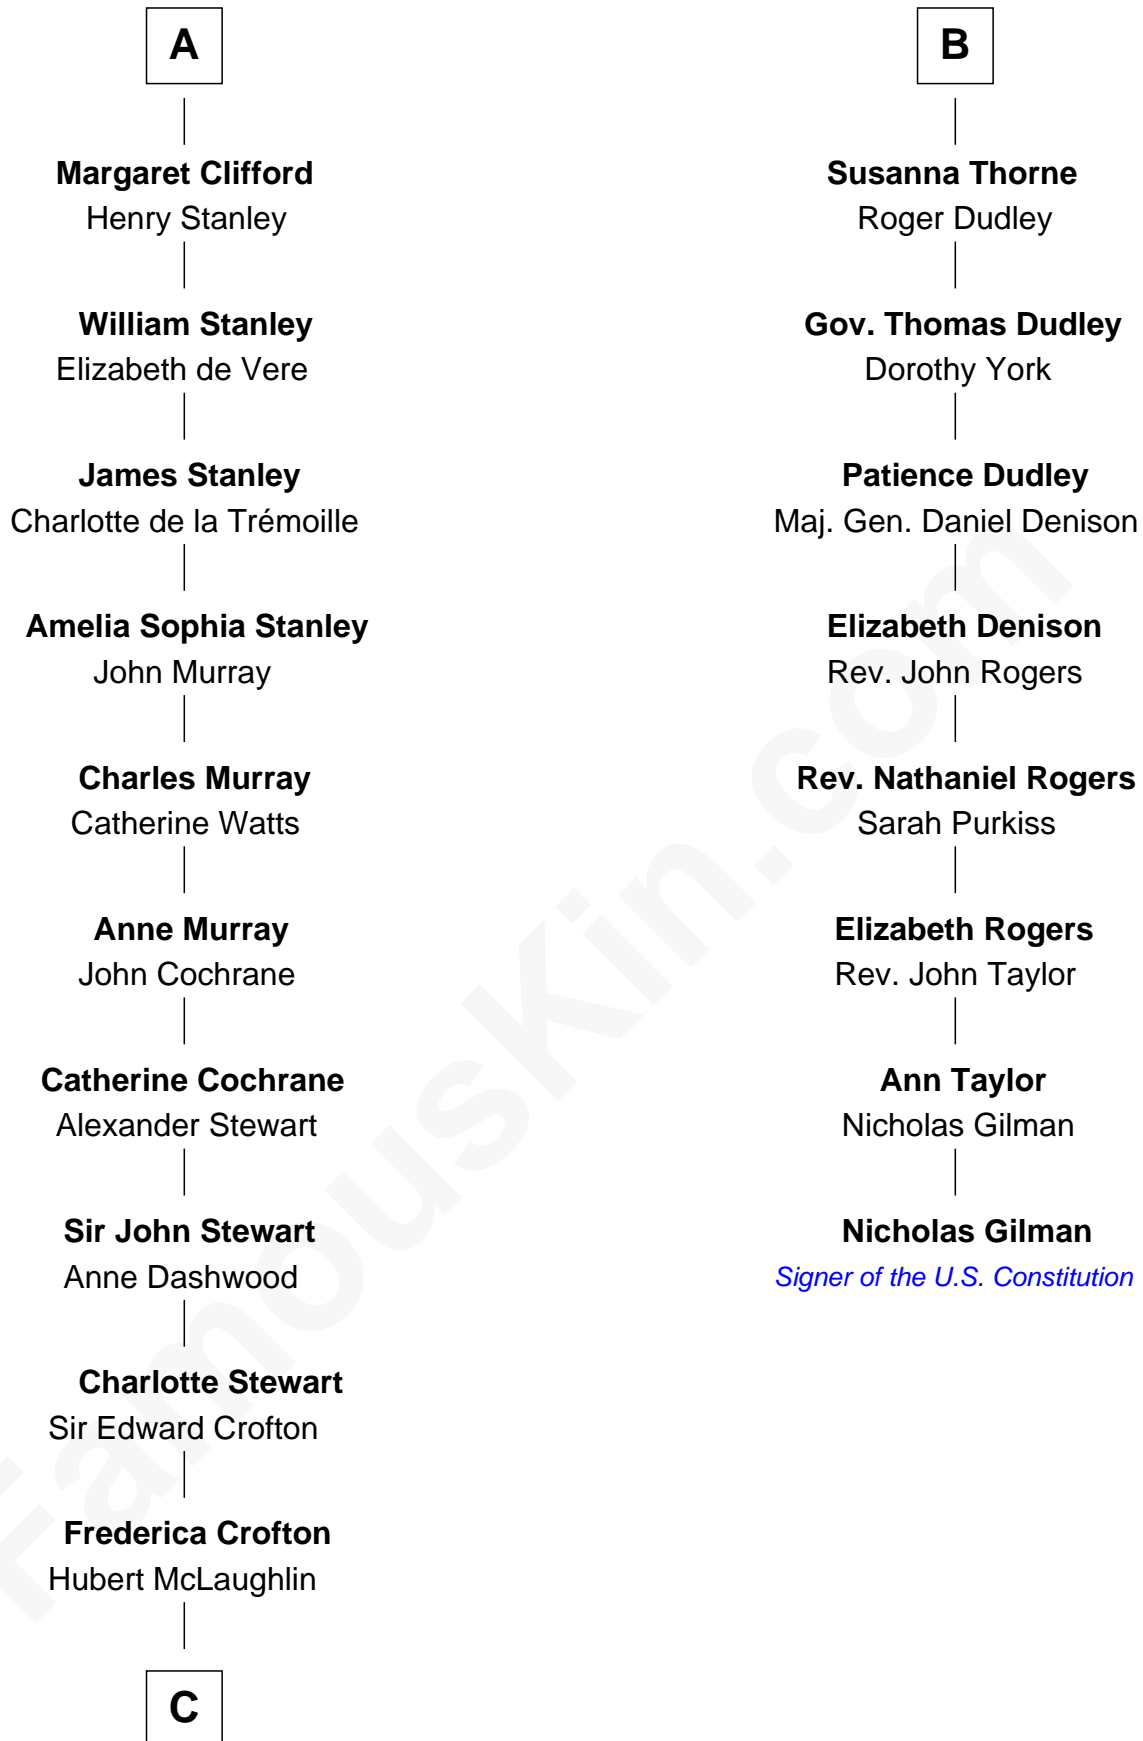 A
Margaret Clifford
Henry Stanley
William Stanley
Elizabeth de Vere
James Stanley
Charlotte de la Trémoille
Amelia Sophia Stanley
John Murray
Charles Murray
Catherine Watts
Anne Murray
John Cochrane
Catherine Cochrane
Alexander Stewart
Sir John Stewart
Anne Dashwood
Charlotte Stewart
Sir Edward Crofton
Frederica Crofton
Hubert McLaughlin
C
B
Susanna Thorne
Roger Dudley
Gov. Thomas Dudley
Dorothy York
Patience Dudley
Maj. Gen. Daniel Denison
Elizabeth Denison
Rev. John Rogers
Rev. Nathaniel Rogers
Sarah Purkiss
Elizabeth Rogers
Rev. John Taylor
Ann Taylor
Nicholas Gilman
Nicholas Gilman
Signer of the U.S. Constitution
FamousKin.com